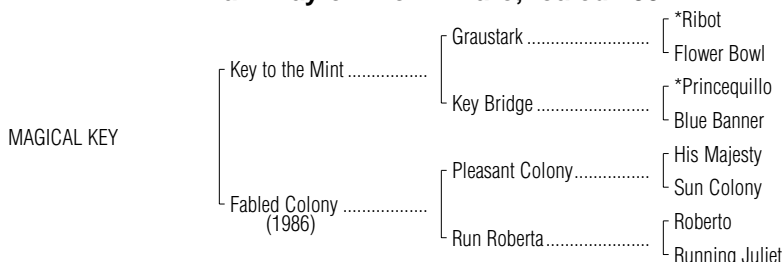 *Ribot
Graustark ..............................
Flower Bowl
Key to the Mint ...................
*Princequillo
Key Bridge ...........................
Blue Banner
MAGICAL KEY
His Majesty
Pleasant Colony..................
Sun Colony
Fabled Colony ....................
(1986)
Roberto
Run Roberta.........................
Running Juliet